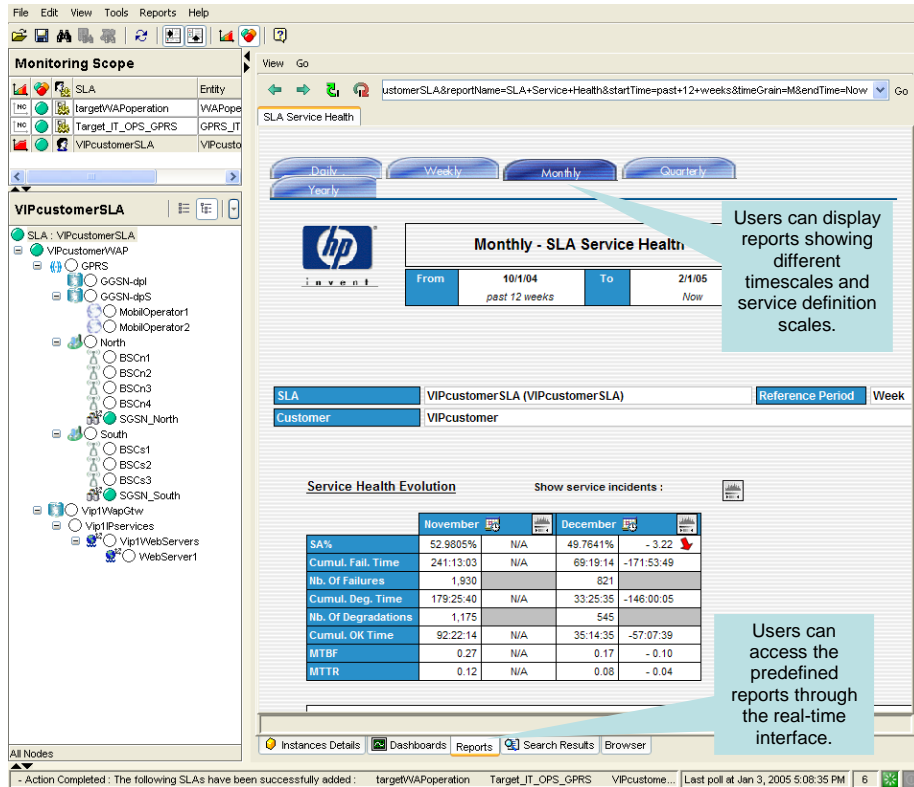 File Edit View Tools Reports Help
Monitoring Scope
SLA Entity
targetWAPoperation WAPope
Target_IT_OPS_GPRS GPRS_IT
VIPcustomerSLA VIPcusto
VIPcustomerSLA
SLA : VIPcustomerSLA
VIPcustomerWAP
GPRS
GGSN-dpl
GGSN-dpS
MobilOperator1
MobilOperator2
North
BSCn1
BSCn2
BSCn3
BSCn4
SGSN_North
South
BSCs1
BSCs2
BSCs3
SGSN_South
Vip1WapGtw
Vip1IPservices
Vip1WebServers
WebServer1
All Nodes
View Go
ustomerSLA&reportName=SLA+Service+Health&startTime=past+12+weeks&timeGrain=M&endTime=Now Go
SLA Service Health
Daily Weekly Monthly Quarterly
Yearly
hp
invent
Monthly - SLA Service Health
From 10/1/04 To 2/1/05
past 12 weeks Now
Users can display
reports showing
different
timescales and
service definition
scales.
SLA VIPcustomerSLA (VIPcustomerSLA) Reference Period Week
Customer VIPcustomer
Service Health Evolution Show service incidents :
November December
SA% 52.9805% N/A 49.7641% - 3.22
Cumul. Fail. Time 241:13:03 N/A 69:19:14 -171:53:49
Nb. Of Failures 1,930 821
Cumul. Deg. Time 179:25:40 N/A 33:25:35 -146:00:05
Nb. Of Degradations 1,175 545
Cumul. OK Time 92:22:14 N/A 35:14:35 -57:07:39
MTBF 0.27 N/A 0.17 - 0.10
MTTR 0.12 N/A 0.08 - 0.04
Users can
access the
predefined
reports through
the real-time
interface.
Instances Details Dashboards Reports Search Results Browser
- Action Completed : The following SLAs have been successfully added : targetWAPoperation Target_IT_OPS_GPRS VIPcustome... Last poll at Jan 3, 2005 5:08:35 PM 6